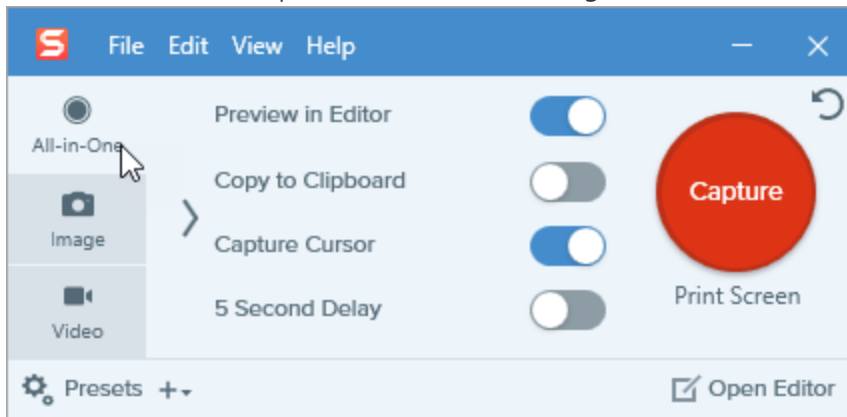 File Edit View Help
All-in-One
Image
Video
Preview in Editor
Copy to Clipboard
Capture Cursor
5 Second Delay
Capture
Print Screen
Presets
Open Editor